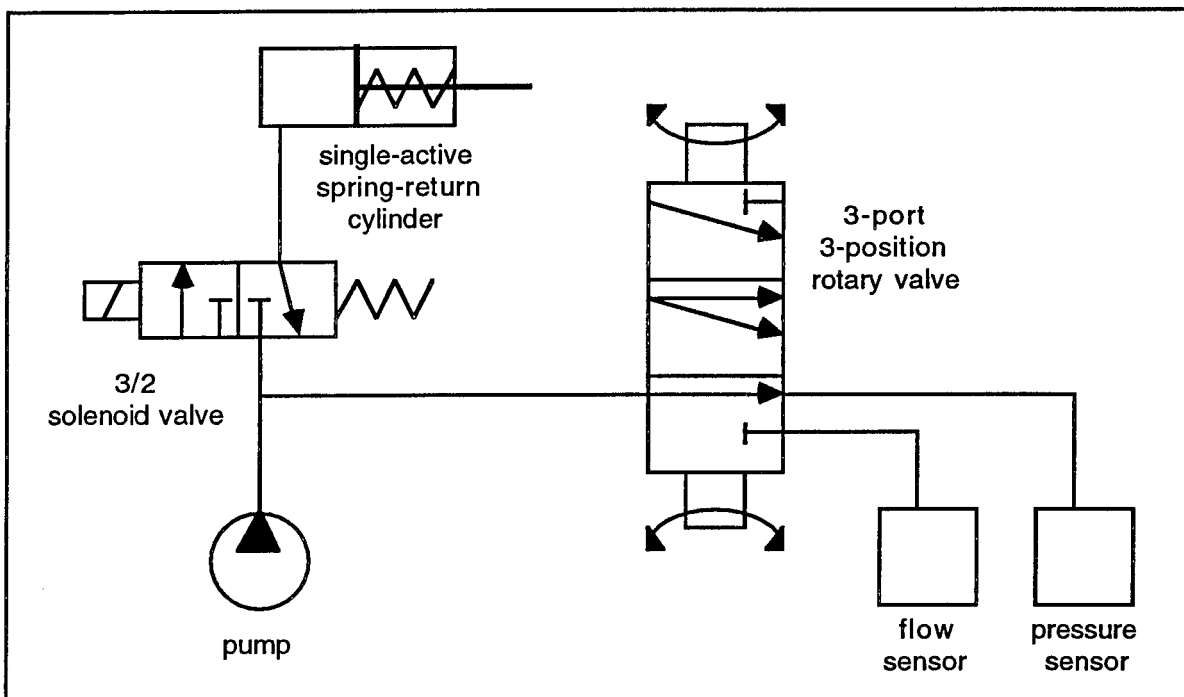 single-active
spring-return
cylinder
3-port
3-position
rotary valve
3/2
solenoid valve
pump
flow
sensor
pressure
sensor